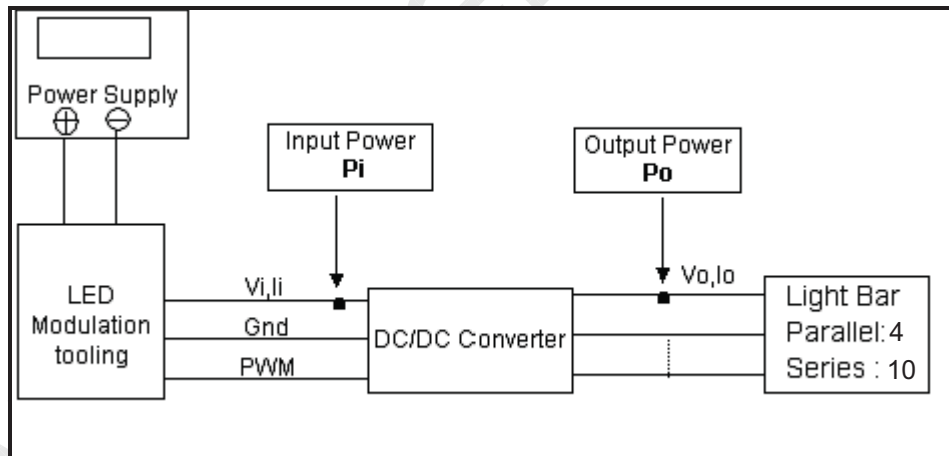 Power Supply
Input Power
Pi
Output Power
Po
LED
Modulation
tooling
Vi,Ii
Gnd
PWM
DC/DC Converter
Vo,Io
Light Bar
Parallel: 4
Series : 10